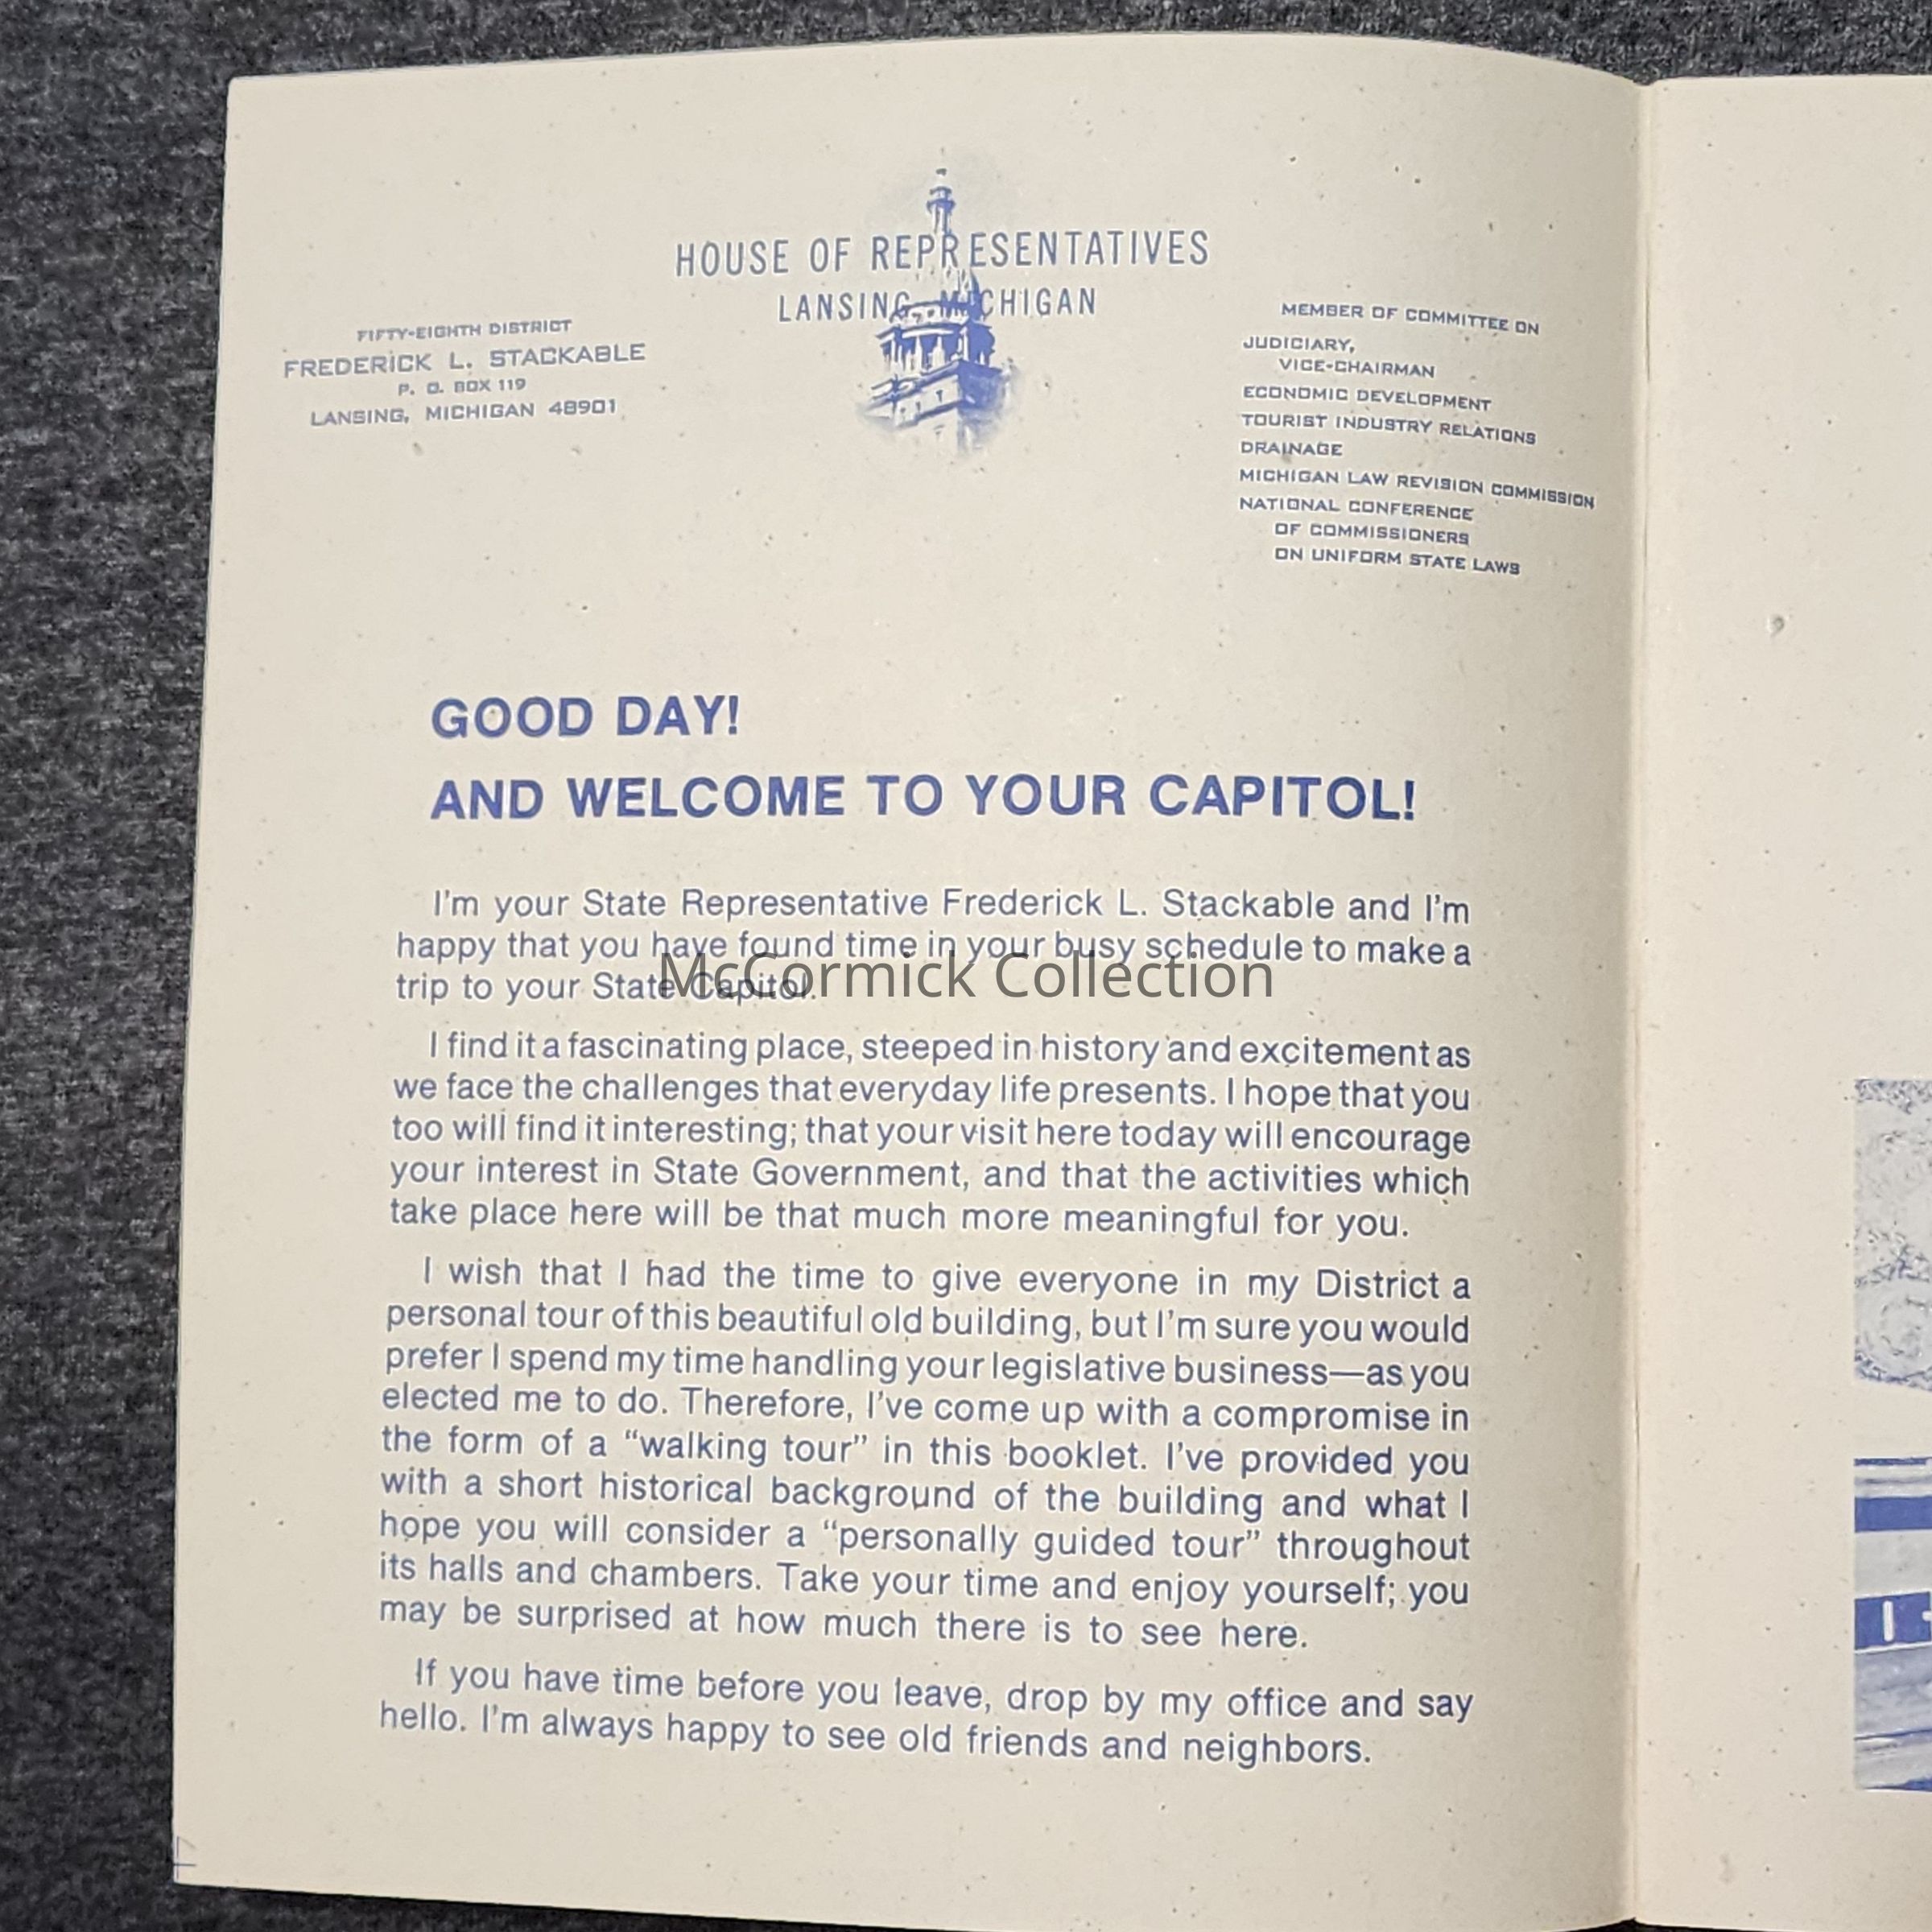 HOUSE OF REPRESENTATIVES
LANSING, MICHIGAN
FIFTY-EIGHTH DISTRICT
FREDERICK L. STACKABLE
P. O. BOX 119
LANSING, MICHIGAN 48901
MEMBER OF COMMITTEE ON
JUDICIARY,
VICE-CHAIRMAN
ECONOMIC DEVELOPMENT
TOURIST INDUSTRY RELATIONS
DRAINAGE
MICHIGAN LAW REVISION COMMISSION
NATIONAL CONFERENCE
OF COMMISSIONERS
ON UNIFORM STATE LAWS
GOOD DAY!
AND WELCOME TO YOUR CAPITOL!
I'm your State Representative Frederick L. Stackable and I'm
happy that you have found time in your busy schedule to make a
trip to your State Capitol.
McCormick Collection
I find it a fascinating place, steeped in history and excitement as
we face the challenges that everyday life presents. I hope that you
too will find it interesting; that your visit here today will encourage
your interest in State Government, and that the activities which
take place here will be that much more meaningful for you.
I wish that I had the time to give everyone in my District a
personal tour of this beautiful old building, but I'm sure you would
prefer I spend my time handling your legislative business—as you
elected me to do. Therefore, I've come up with a compromise in
the form of a “walking tour” in this booklet. I've provided you
with a short historical background of the building and what I
hope you will consider a “personally guided tour” throughout
its halls and chambers. Take your time and enjoy yourself; you
may be surprised at how much there is to see here.
If you have time before you leave, drop by my office and say
hello. I'm always happy to see old friends and neighbors.